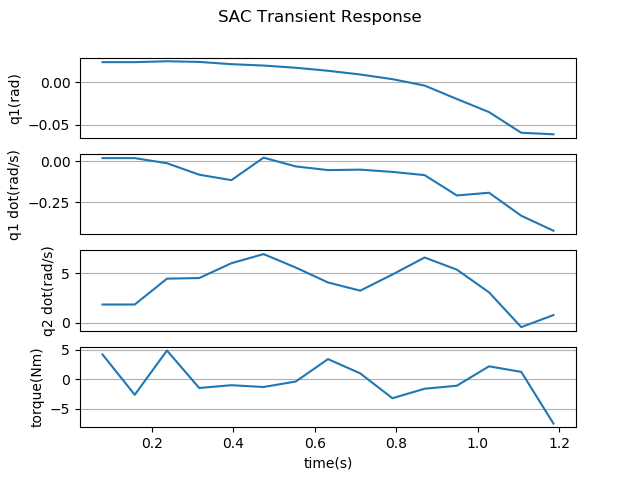 SAC Transient Response
q1(rad)
0.00
−0.05
q1 dot(rad/s)
0.00
−0.25
q2 dot(rad/s)
5
0
torque(Nm)
5
0
−5
0.2 0.4 0.6 0.8 1.0 1.2
time(s)